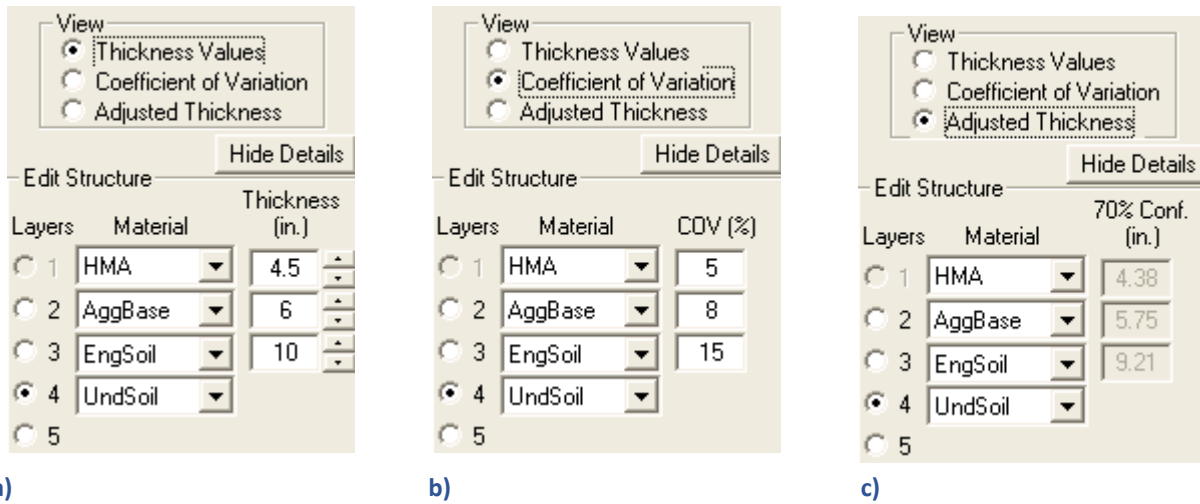 View
Thickness Values
Coefficient of Variation
Adjusted Thickness
Hide Details
Edit Structure
Thickness
Layers Material (in.)
1 HMA 4.5
2 AggBase 6
3 EngSoil 10
4 UndSoil
5
View
Thickness Values
Coefficient of Variation
Adjusted Thickness
Hide Details
Edit Structure
Layers Material COV (%)
1 HMA 5
2 AggBase 8
3 EngSoil 15
4 UndSoil
5
b)
View
Thickness Values
Coefficient of Variation
Adjusted Thickness
Hide Details
Edit Structure
70% Conf.
Layers Material (in.)
1 HMA 4.38
2 AggBase 5.75
3 EngSoil 9.21
4 UndSoil
5
c)